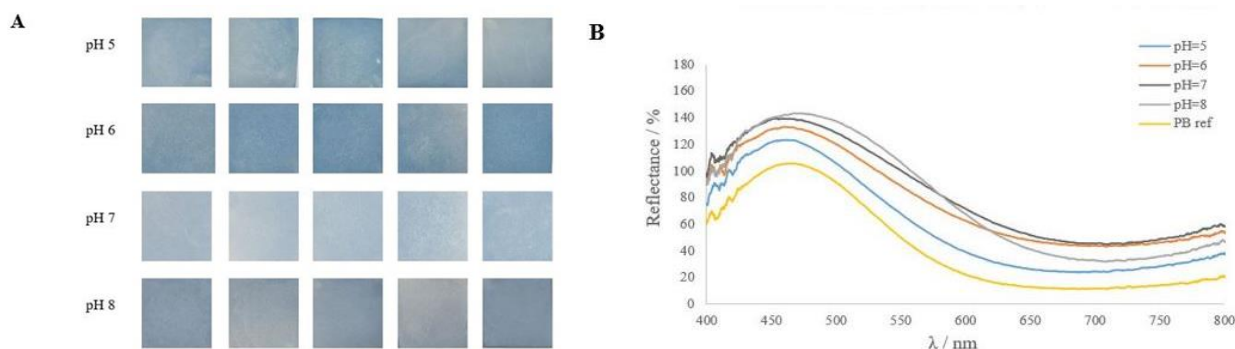 A
pH 5
pH 6
pH 7
pH 8
B
pH=5
pH=6
pH=7
pH=8
PB ref
180
160
140
120
100
80
60
40
20
0
Reflectance / %
400 450 500 550 600 650 700 750 800
λ / nm